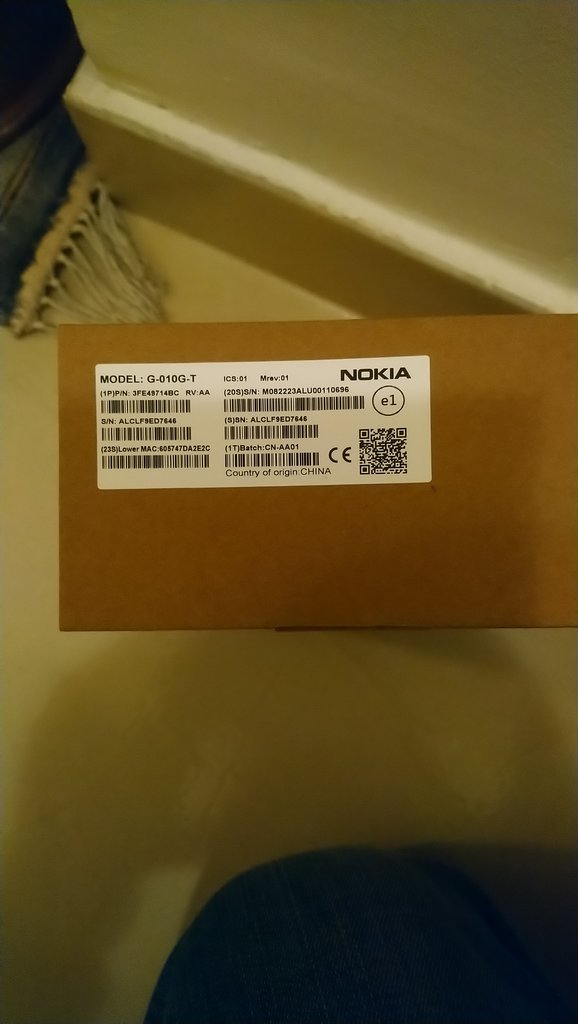 MODEL: G-010G-T ICS:01 Mrev:01 NOKIA
(1P)P/N: 3FE49714BC RV:AA (20S)S/N: M082223ALU00110696
e1
S/N: ALCLF9ED7646 (S)SN: ALCLF9ED7646
(23S)Lower MAC:605747DA2E2C (1T)Batch:CN-AA01 CE
Country of origin:CHINA